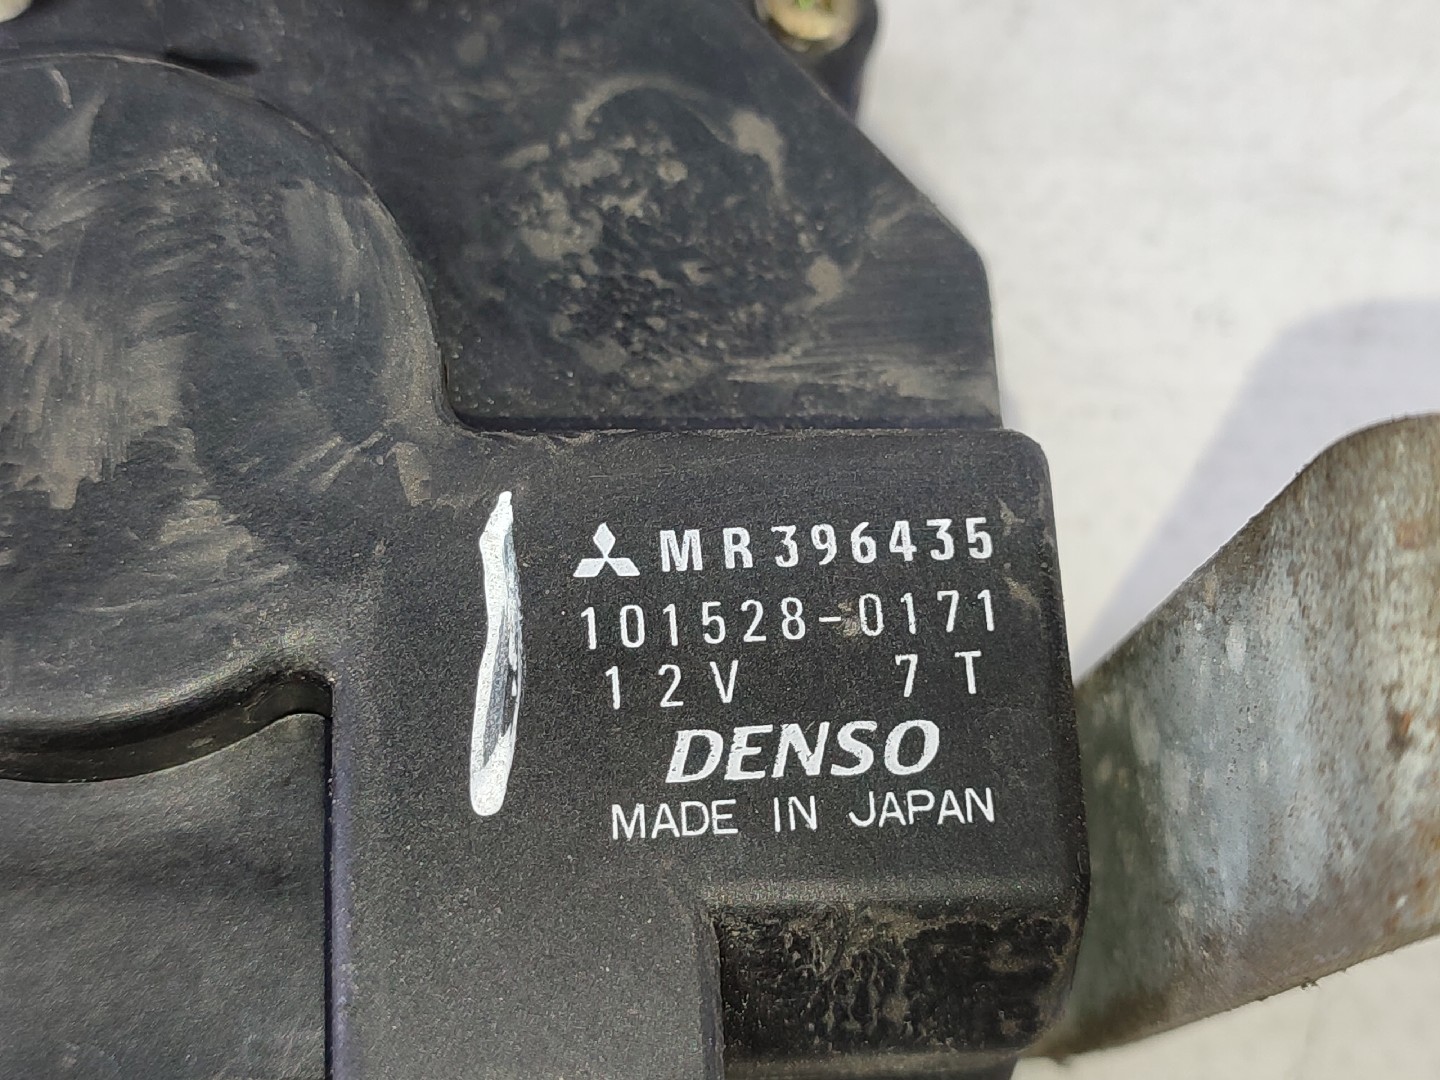 MR396435
101528-0171
12V 7T
DENSO
MADE IN JAPAN